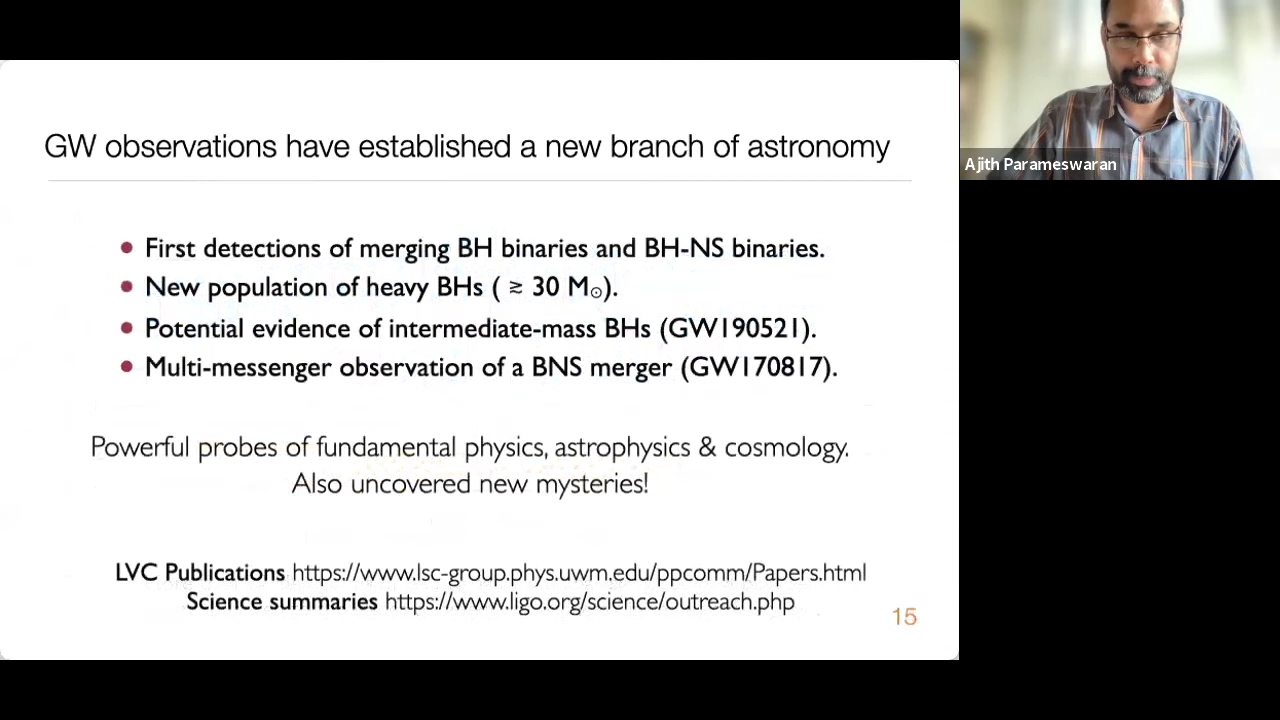 GW observations have established a new branch of astronomy
• First detections of merging BH binaries and BH-NS binaries.
• New population of heavy BHs ( ≳ 30 M☉).
• Potential evidence of intermediate-mass BHs (GW190521).
• Multi-messenger observation of a BNS merger (GW170817).
Powerful probes of fundamental physics, astrophysics & cosmology.
Also uncovered new mysteries!
LVC Publications https://www.lsc-group.phys.uwm.edu/ppcomm/Papers.html
Science summaries https://www.ligo.org/science/outreach.php
15
Ajith Parameswaran